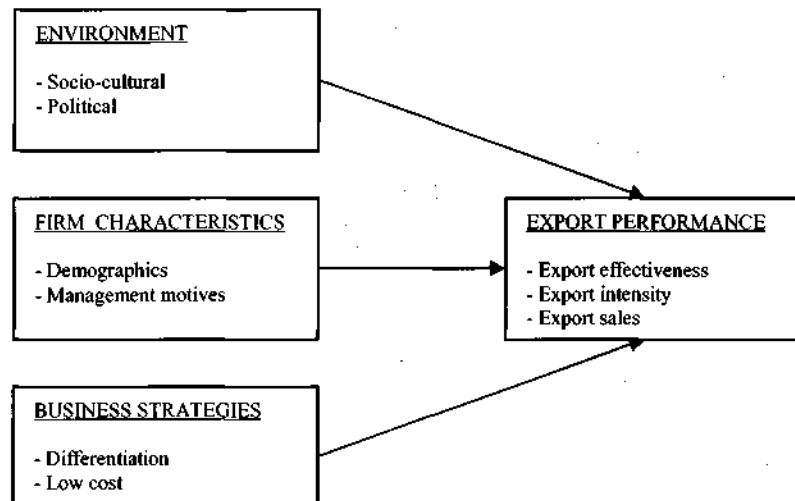 ENVIRONMENT
- Socio-cultural
- Political
FIRM CHARACTERISTICS
- Demographics
- Management motives
EXPORT PERFORMANCE
- Export effectiveness
- Export intensity
- Export sales
BUSINESS STRATEGIES
- Differentiation
- Low cost